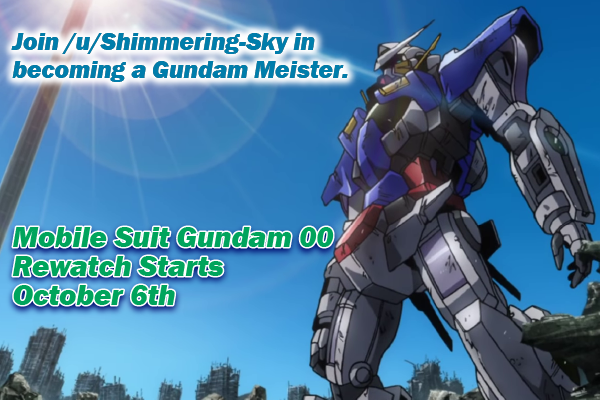 Join /u/Shimmering-Sky in
becoming a Gundam Meister.
Mobile Suit Gundam 00
Rewatch Starts
October 6th